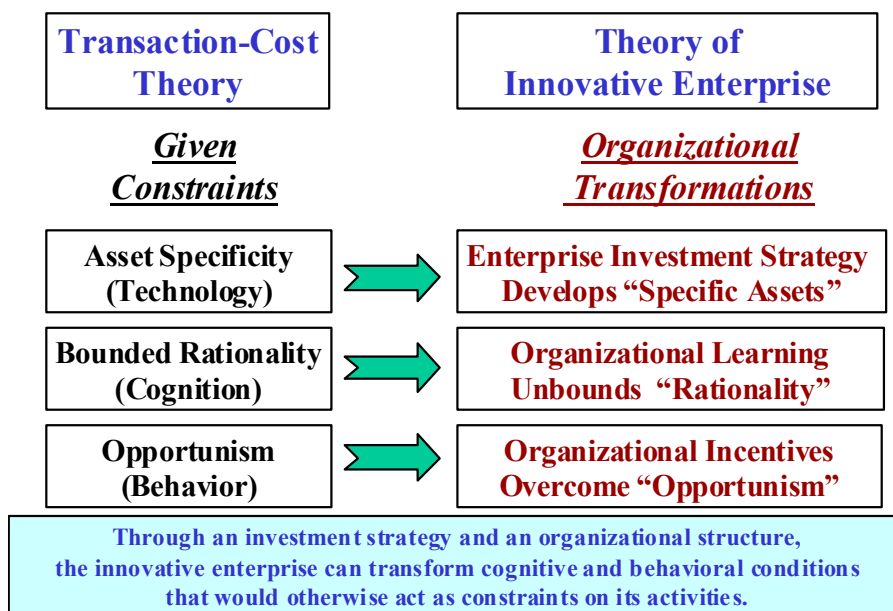 Transaction-Cost
Theory
Theory of
Innovative Enterprise
Given
Constraints
Organizational
Transformations
Asset Specificity
(Technology)
Enterprise Investment Strategy
Develops “Specific Assets”
Bounded Rationality
(Cognition)
Organizational Learning
Unbounds “Rationality”
Opportunism
(Behavior)
Organizational Incentives
Overcome “Opportunism”
Through an investment strategy and an organizational structure,
the innovative enterprise can transform cognitive and behavioral conditions
that would otherwise act as constraints on its activities.